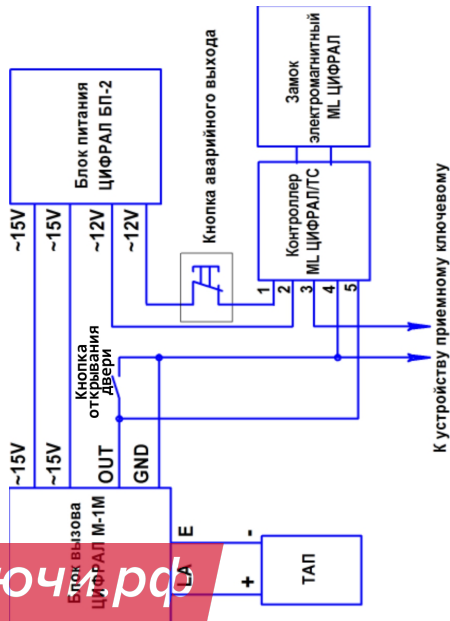 Блок питания
ЦИФРАЛ БП-2
~15V
~15V
~12V
~12V
Кнопка аварийного выхода
Замок
электромагнитный
ML ЦИФРАЛ
Контроллер
ML ЦИФРАЛ/ТС
1
2
3
4
5
Кнопка
открывания
двери
К устройству приемному ключевому
~15V
~15V
OUT
GND
Блок вызова
ЦИФРАЛ М-1М
E
LA
-
+
ТАП
ючи.рф